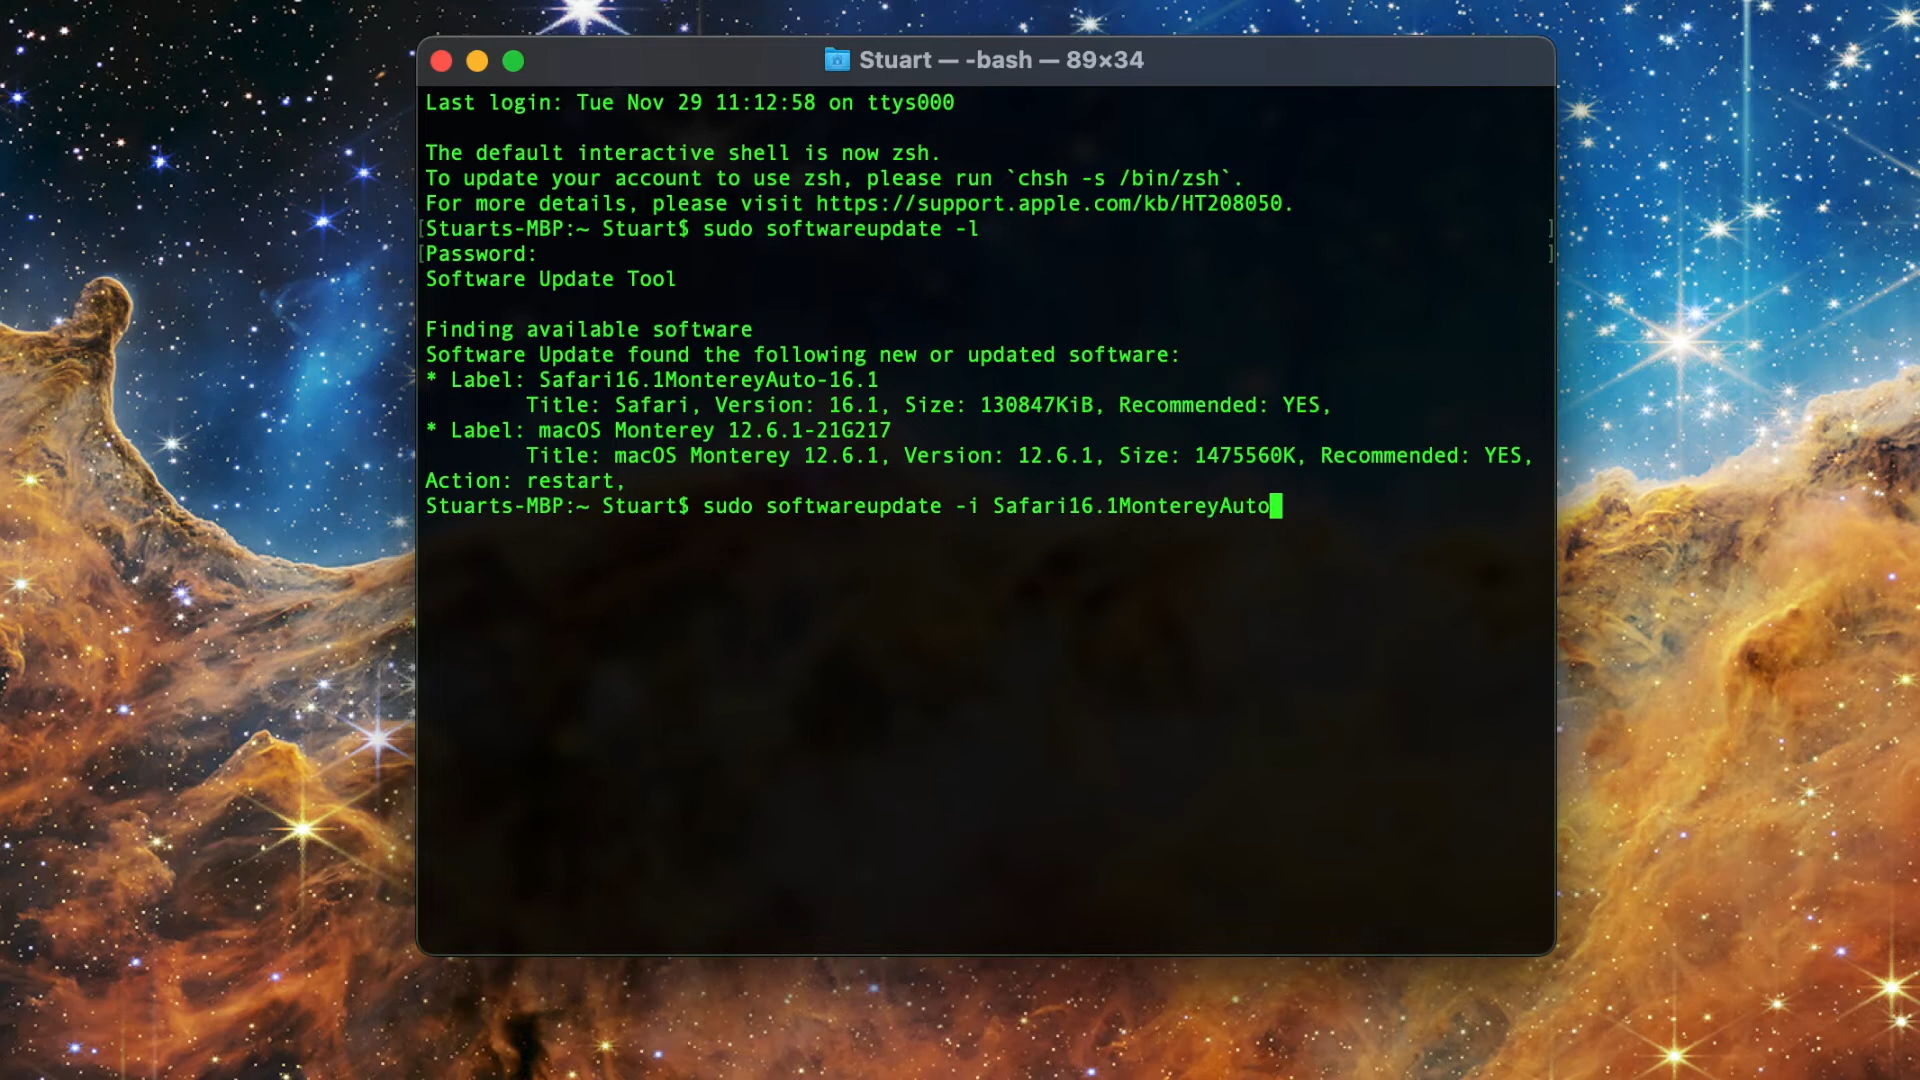 Stuart — -bash — 89×34
Last login: Tue Nov 29 11:12:58 on ttys000
The default interactive shell is now zsh.
To update your account to use zsh, please run `chsh -s /bin/zsh`.
For more details, please visit https://support.apple.com/kb/HT208050.
[Stuarts-MBP:~ Stuart$ sudo softwareupdate -l ]
[Password: ]
Software Update Tool
Finding available software
Software Update found the following new or updated software:
* Label: Safari16.1MontereyAuto-16.1
Title: Safari, Version: 16.1, Size: 130847KiB, Recommended: YES,
* Label: macOS Monterey 12.6.1-21G217
Title: macOS Monterey 12.6.1, Version: 12.6.1, Size: 1475560K, Recommended: YES,
Action: restart,
Stuarts-MBP:~ Stuart$ sudo softwareupdate -i Safari16.1MontereyAuto